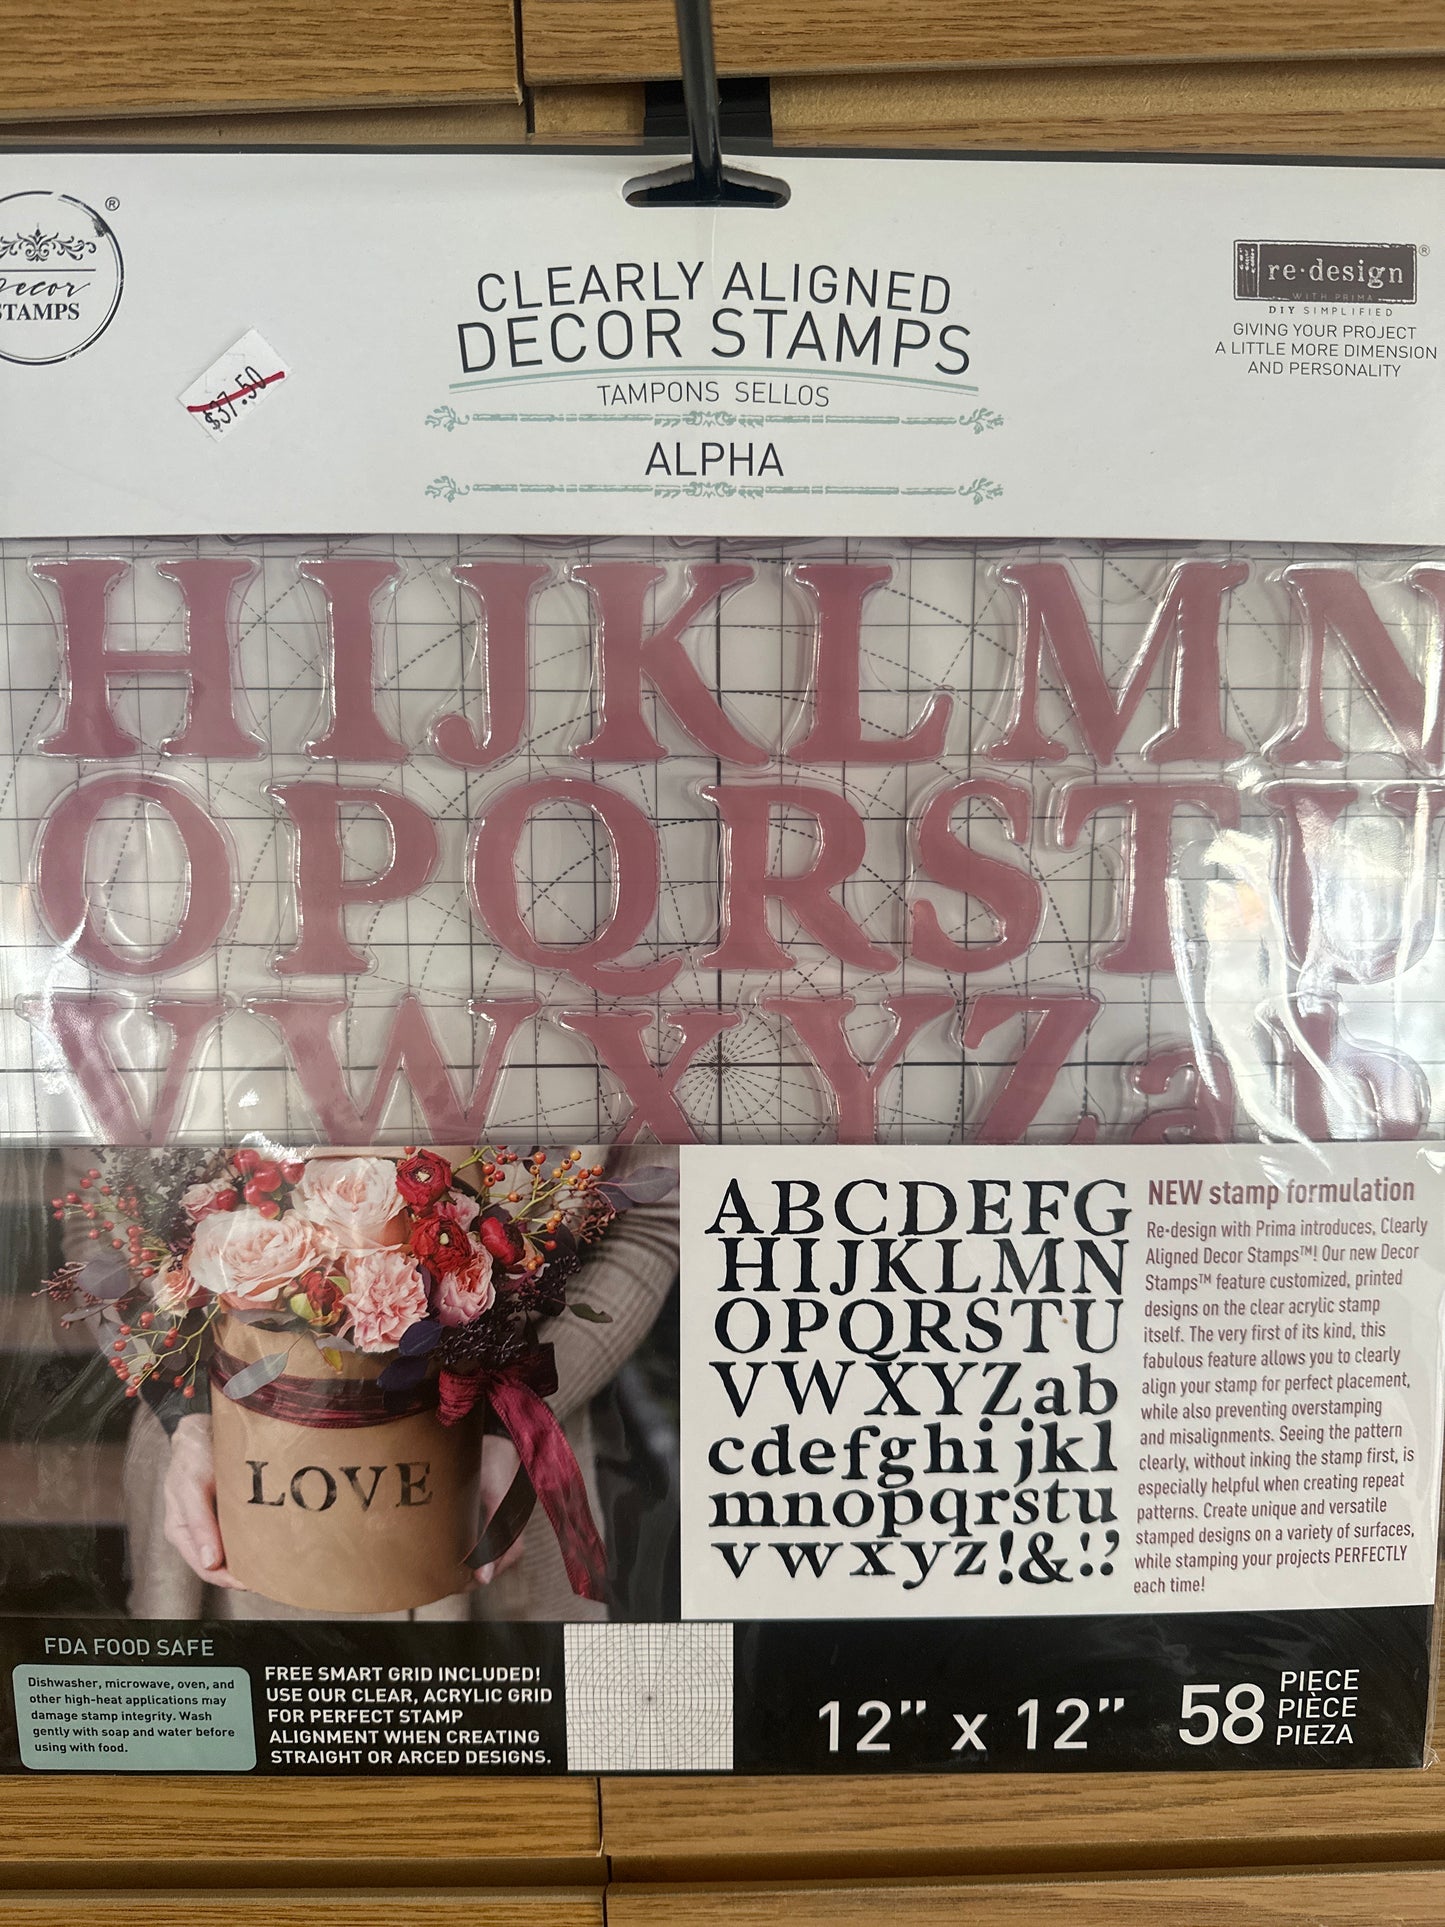 ®
Decor
STAMPS
CLEARLY ALIGNED
DECOR STAMPS
TAMPONS SELLOS
ALPHA
$37.50
re·design
®
WITH PRIMA
DIY SIMPLIFIED
GIVING YOUR PROJECT
A LITTLE MORE DIMENSION
AND PERSONALITY
HIJKLMN
OPQRSTU
VWXYZab
LOVE
ABCDEFG
HIJKLMN
OPQRSTU
VWXYZab
cdefghijkl
mnopqrstu
vwxyz!&:'
NEW stamp formulation
Re-design with Prima introduces, Clearly
Aligned Decor Stamps™! Our new Decor
Stamps™ feature customized, printed
designs on the clear acrylic stamp
itself. The very first of its kind, this
fabulous feature allows you to clearly
align your stamp for perfect placement,
while also preventing overstamping
and misalignments. Seeing the pattern
clearly, without inking the stamp first, is
especially helpful when creating repeat
patterns. Create unique and versatile
stamped designs on a variety of surfaces,
while stamping your projects PERFECTLY
each time!
FDA FOOD SAFE
Dishwasher, microwave, oven, and
other high-heat applications may
damage stamp integrity. Wash
gently with soap and water before
using with food.
FREE SMART GRID INCLUDED!
USE OUR CLEAR, ACRYLIC GRID
FOR PERFECT STAMP
ALIGNMENT WHEN CREATING
STRAIGHT OR ARCED DESIGNS.
12” x 12”
58
PIECE
PIÈCE
PIEZA